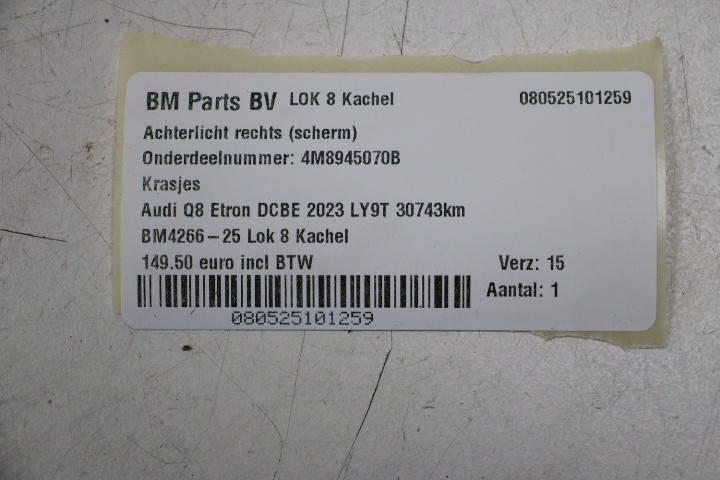 BM Parts BV LOK 8 Kachel 080525101259
Achterlicht rechts (scherm)
Onderdeelnummer: 4M8945070B
Krasjes
Audi Q8 Etron DCBE 2023 LY9T 30743km
BM4266-25 Lok 8 Kachel
149.50 euro incl BTW Verz: 15
Aantal: 1
080525101259